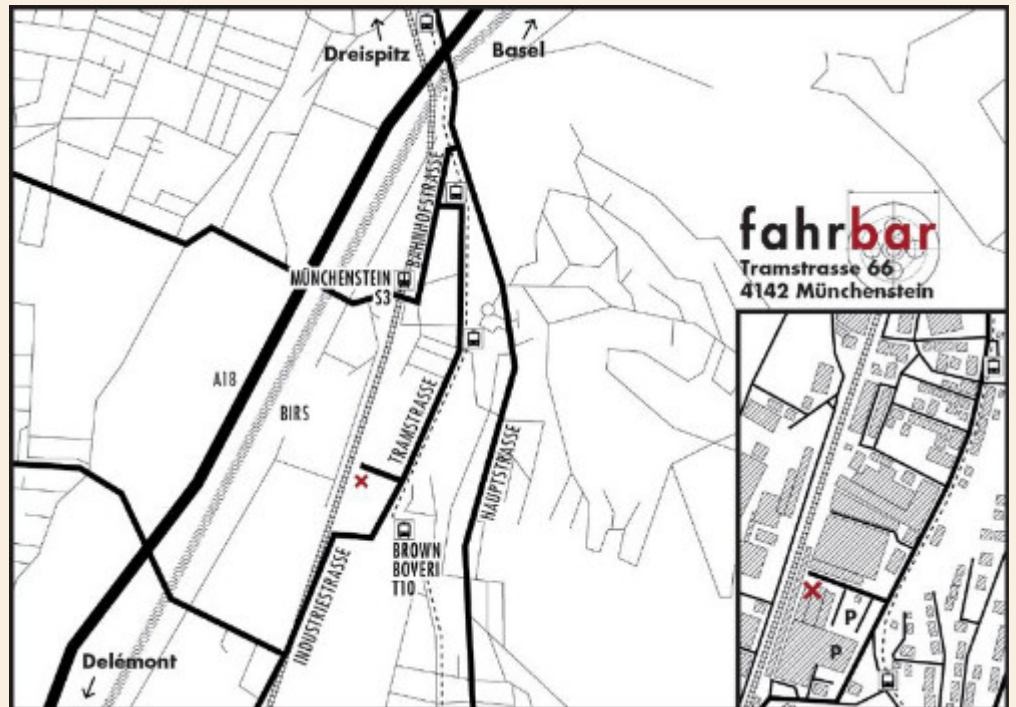 Dreispitz
Basel
BAHNHOFSTRASSE
fahrbar
Tramstrasse 66
4142 Münchenstein
MÜNCHENSTEIN
S3
A18
BIRS
TRAMSTRASSE
HAUPTSTRASSE
BROWN
BOVERI
T10
INDUSTRIESTRASSE
P
P
Delémont